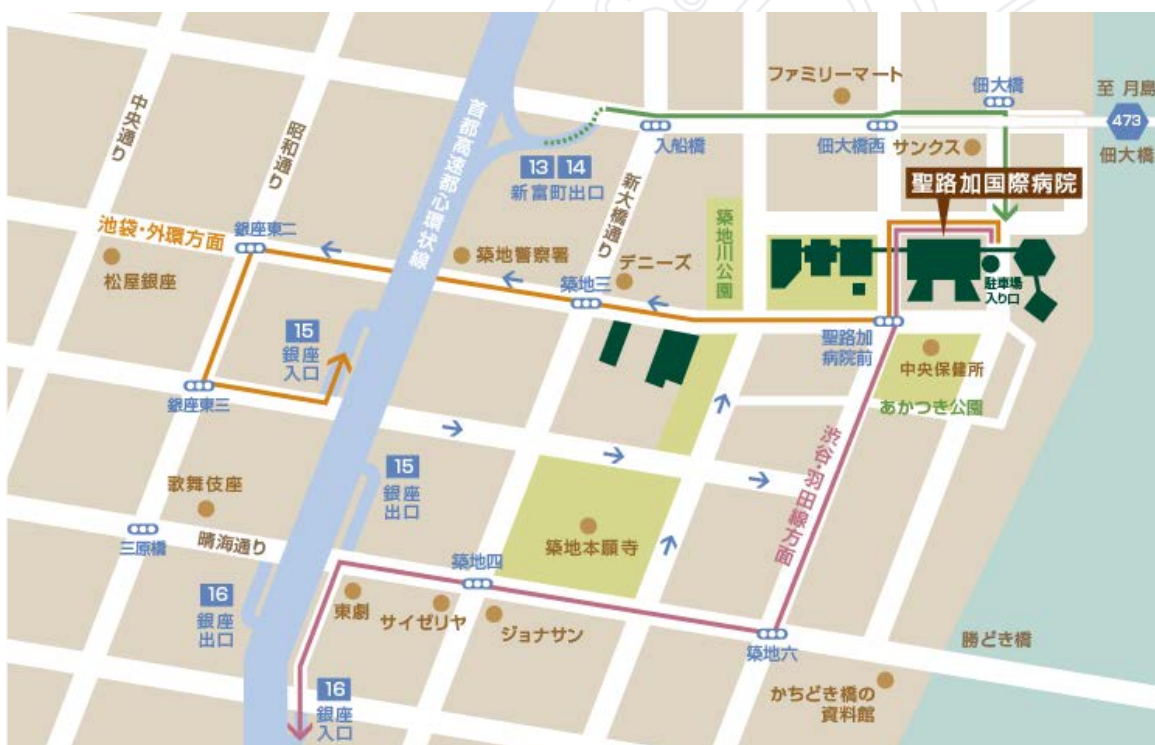 ファミリーマート
佃大橋
至 月島
473
佃大橋
入船橋
佃大橋西
サンクス
中央通り
昭和通り
首都高速都心環状線
13 14
新富町出口
新大橋通り
聖路加国際病院
池袋・外環方面
銀座東二
松屋銀座
築地警察署
築地三
デニーズ
築地川公園
駐車場
入り口
15
銀座
入口
聖路加
病院前
中央保健所
あかつき公園
銀座東三
15
銀座
出口
渋谷・羽田線方面
歌舞伎座
三原橋
晴海通り
築地四
築地本願寺
16
銀座
出口
東劇
サイゼリヤ
ジョナサン
築地六
勝どき橋
16
銀座
入口
かちどき橋の
資料館